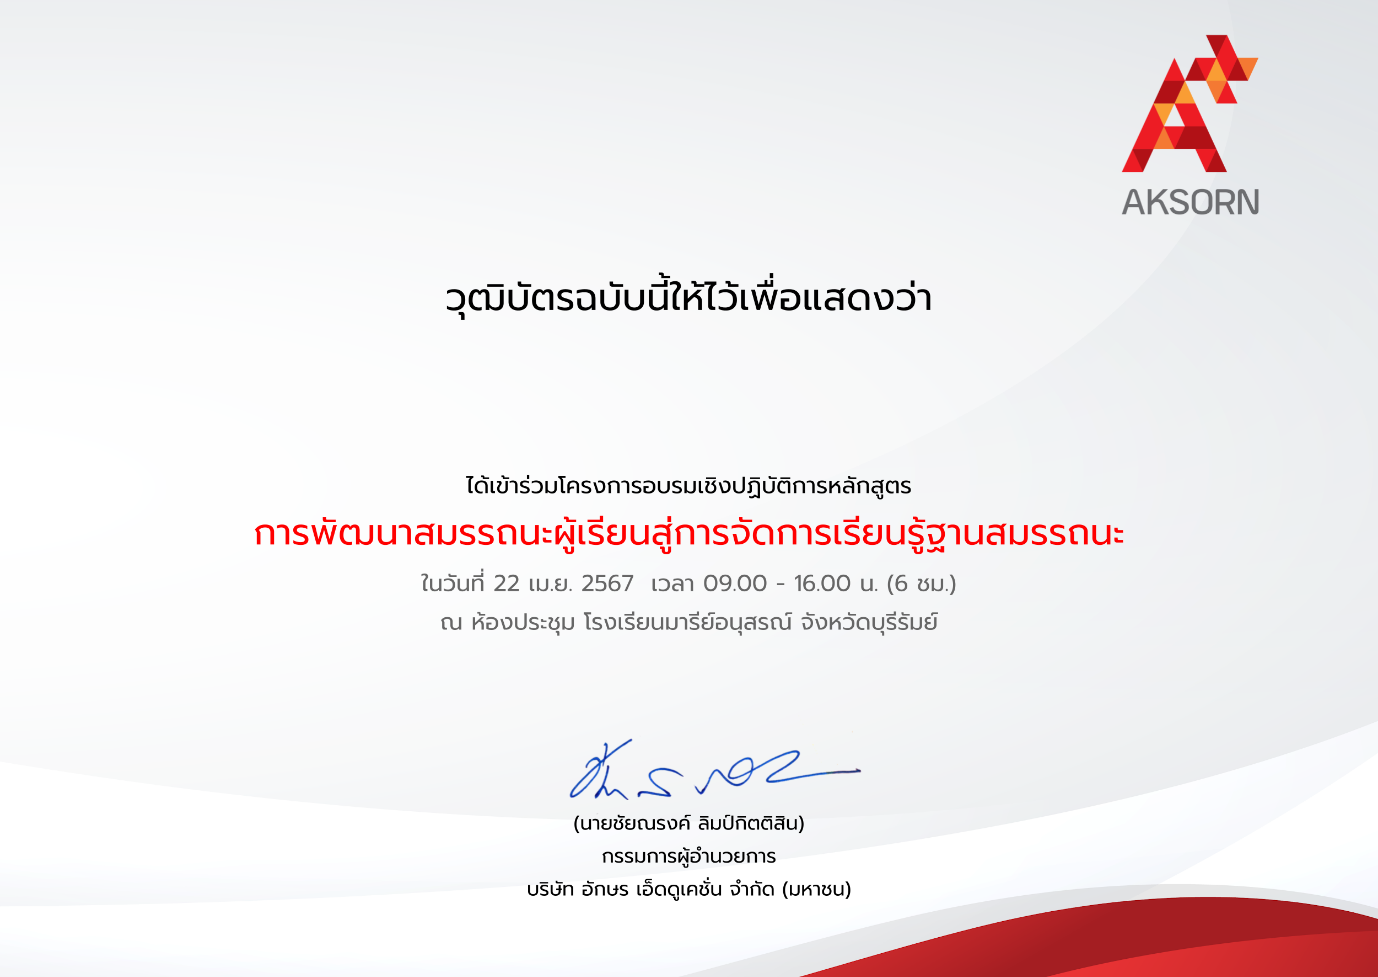 AKSORN
วุฒิบัตรฉบับนี้ให้ไว้เพื่อแสดงว่า
ได้เข้าร่วมโครงการอบรมเชิงปฏิบัติการหลักสูตร
การพัฒนาสมรรถนะผู้เรียนสู่การจัดการเรียนรู้ฐานสมรรถนะ
ในวันที่ 22 เม.ย. 2567 เวลา 09.00 - 16.00 น. (6 ชม.)
ณ ห้องประชุม โรงเรียนมารีย์อนุสรณ์ จังหวัดบุรีรัมย์
(นายชัยณรงค์ ลิมป์กิตติสิน)
กรรมการผู้อำนวยการ
บริษัท อักษร เอ็ดดูเคชั่น จำกัด (มหาชน)